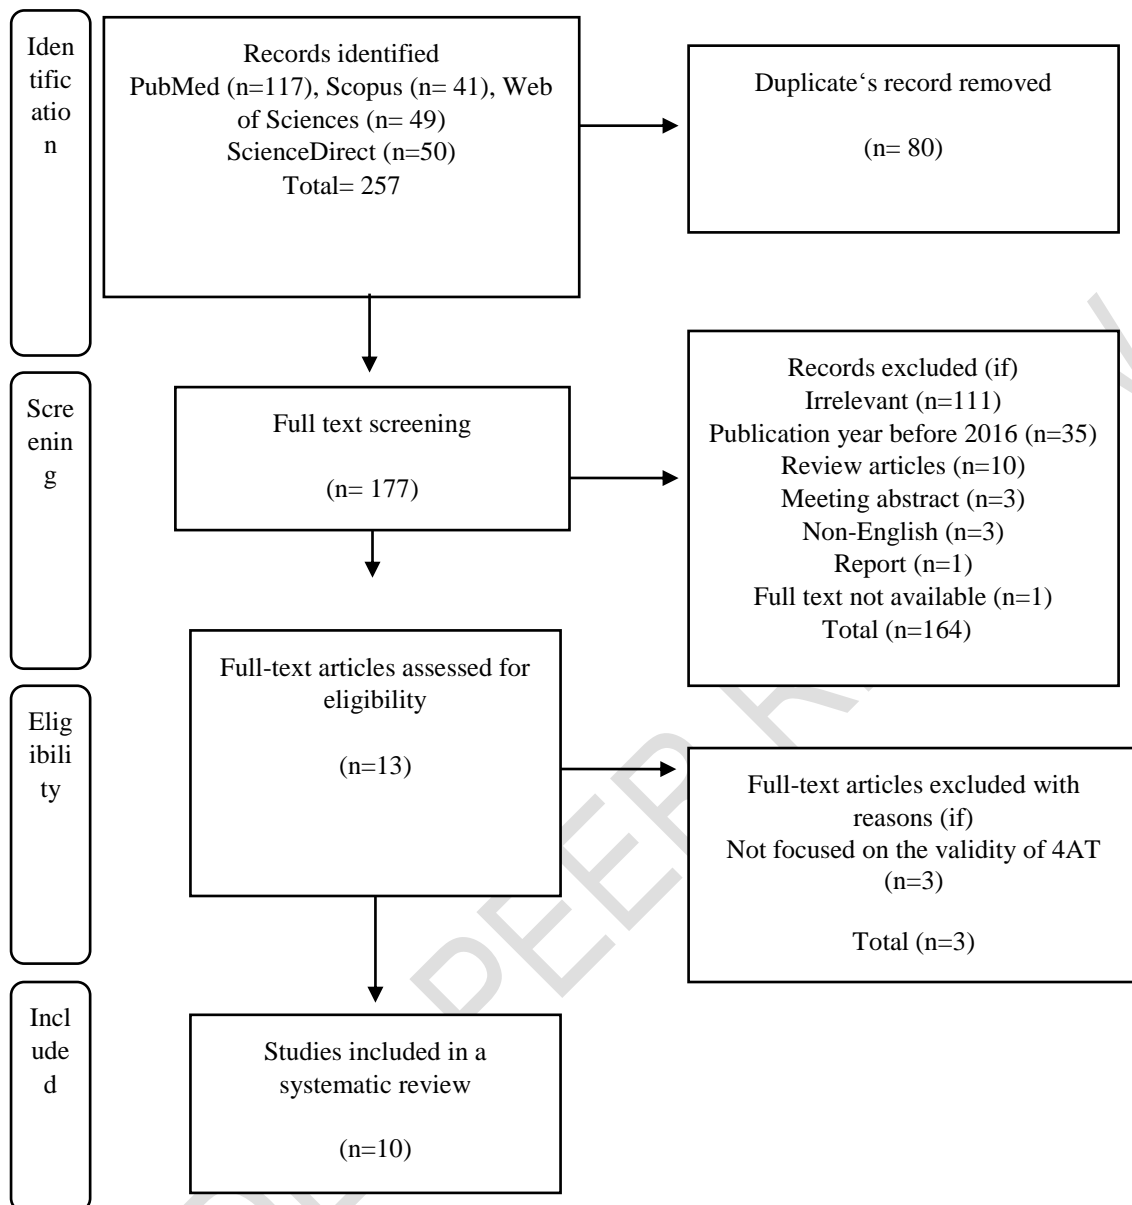 Iden
tific
atio
n
Records identified
PubMed (n=117), Scopus (n= 41), Web
of Sciences (n= 49)
ScienceDirect (n=50)
Total= 257
Duplicate‘s record removed
(n= 80)
Scre
enin
g
Full text screening
(n= 177)
Records excluded (if)
Irrelevant (n=111)
Publication year before 2016 (n=35)
Review articles (n=10)
Meeting abstract (n=3)
Non-English (n=3)
Report (n=1)
Full text not available (n=1)
Total (n=164)
Elig
ibili
ty
Full-text articles assessed for
eligibility
(n=13)
Full-text articles excluded with
reasons (if)
Not focused on the validity of 4AT
(n=3)
Total (n=3)
Incl
ude
d
Studies included in a
systematic review
(n=10)
PEER